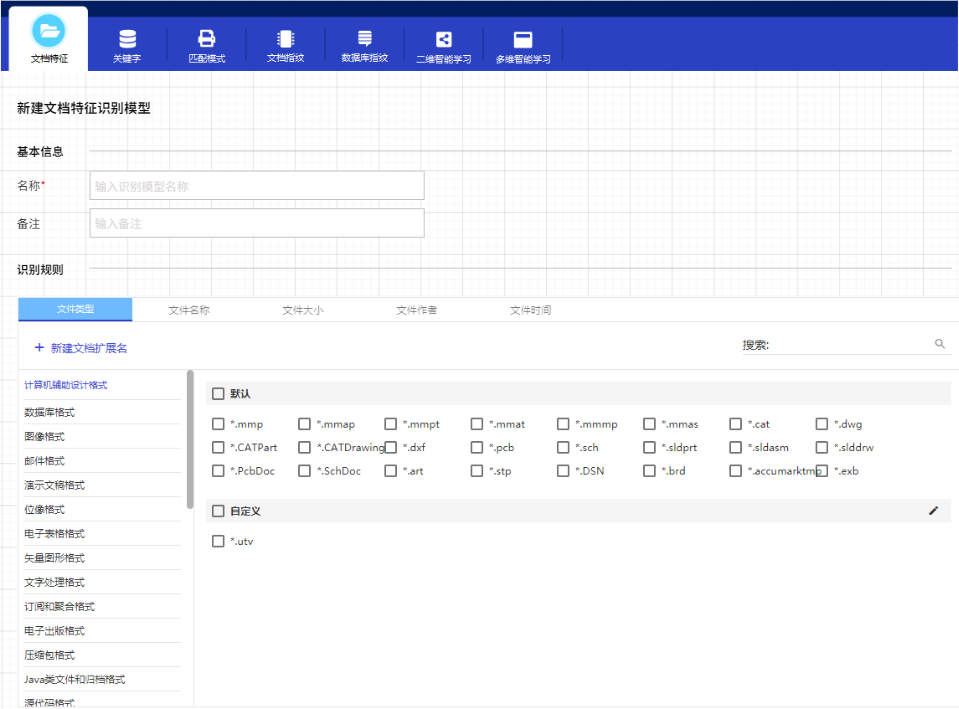 文档特征 关键字 匹配模式 文档指纹 数据库指纹 二维智能学习 多维智能学习
新建文档特征识别模型
基本信息
名称* 输入识别模型名称
备注 输入备注
识别规则
文件类型 文件名称 文件大小 文件作者 文件时间
+ 新建文档扩展名 搜索:
计算机辅助设计格式
数据库格式
图像格式
邮件格式
演示文稿格式
位像格式
电子表格格式
矢量图形格式
文字处理格式
订阅和聚合格式
电子出版格式
压缩包格式
Java类文件和归档格式
源代码格式
默认
*.mmp *.mmap *.mmpt *.mmat *.mmmp *.mmas *.cat *.dwg
*.CATPart *.CATDrawing *.dxf *.pcb *.sch *.sldprt *.sldasm *.slddrw
*.PcbDoc *.SchDoc *.art *.stp *.DSN *.brd *.accumarktmp *.exb
自定义
*.utv